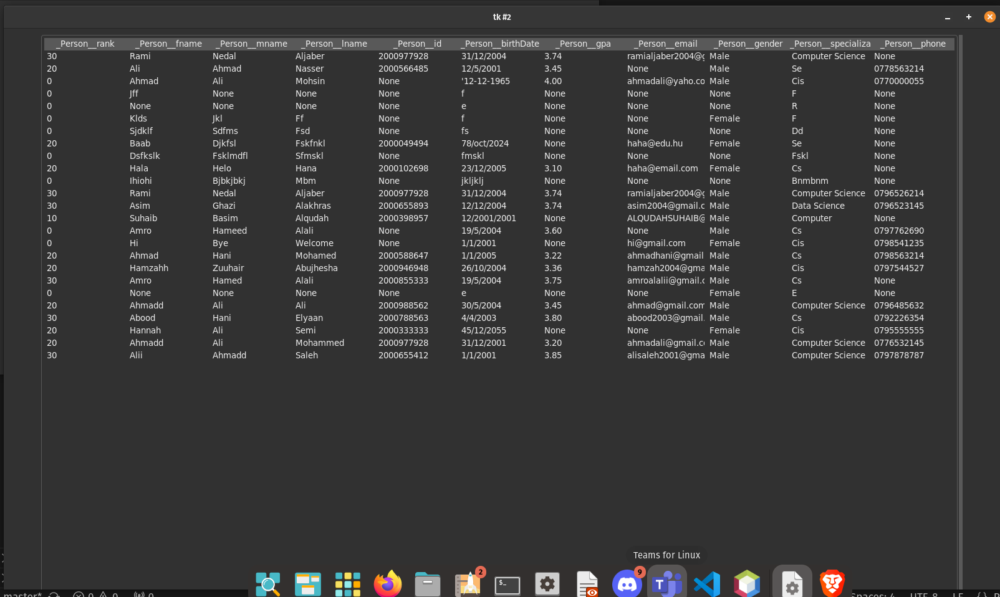 tk #2
_Person__rank _Person__fname _Person__mname _Person__lname _Person__id _Person__birthDate _Person__gpa _Person__email _Person__gender _Person__specializa _Person__phone
30 Rami Nedal Aljaber 2000977928 31/12/2004 3.74 ramialjaber2004@g Male Computer Science None
20 Ali Ahmad Nasser 2000566485 12/5/2001 3.45 None Male Se 0778563214
0 Ahmad Ali Mohsin None '12-12-1965 4.00 ahmadali@yaho.co Male Cis 0770000055
0 Jff None None None f None None None F None
0 None None None None e None None None R None
0 Klds Jkl Ff None f None None Female F None
0 Sjdklf Sdfms Fsd None fs None None None Dd None
20 Baab Djkfsl Fskfnkl 2000049494 78/oct/2024 None haha@edu.hu Female Se None
0 Dsfkslk Fsklmdfl Sfmskl None fmskl None None None Fskl None
20 Hala Helo Hana 2000102698 23/12/2005 3.10 haha@email.com Female Cs None
0 Ihiohi Bjbkjbkj Mbm None jkljklj None None None Bnmbnm None
30 Rami Nedal Aljaber 2000977928 31/12/2004 3.74 ramialjaber2004@g Male Computer Science 0796526214
30 Asim Ghazi Alakhras 2000655893 12/12/2004 3.74 asim2004@gmail.c Male Data Science 0796523145
10 Suhaib Basim Alqudah 2000398957 12/2001/2001 None ALQUDAHSUHAIB@ Male Computer None
0 Amro Hameed Alali None 19/5/2004 3.60 None Male Cs 0797762690
0 Hi Bye Welcome None 1/1/2001 None hi@gmail.com Female Cis 0798541235
20 Ahmad Hani Mohamed 2000588647 1/1/2005 3.22 ahmadhani@gmail Male Cs 0798563214
20 Hamzahh Zuuhair Abujhesha 2000946948 26/10/2004 3.36 hamzah2004@gma Male Cis 0797544527
30 Amro Hamed Alali 2000855333 19/5/2004 3.75 amroalalii@gmail.c Male Cs None
0 None None None None e None None Female E None
20 Ahmadd Ali Ali 2000988562 30/5/2004 3.45 ahmad@gmail.com Male Computer Science 0796485632
30 Abood Hani Elyaan 2000788563 4/4/2003 3.80 abood2003@gmail. Male Cs 0792226354
20 Hannah Ali Semi 2000333333 45/12/2055 None None Female Cis 0795555555
20 Ahmadd Ali Mohammed 2000977928 31/12/2001 3.20 ahmadali@gmail.c Male Computer Science 0776532145
30 Alii Ahmadd Saleh 2000655412 1/1/2001 3.85 alisaleh2001@gma Male Computer Science 0797878787
Teams for Linux
2 $_ 9 T
master* 0 0 0 Spaces: 4 UTF-8 LF {}